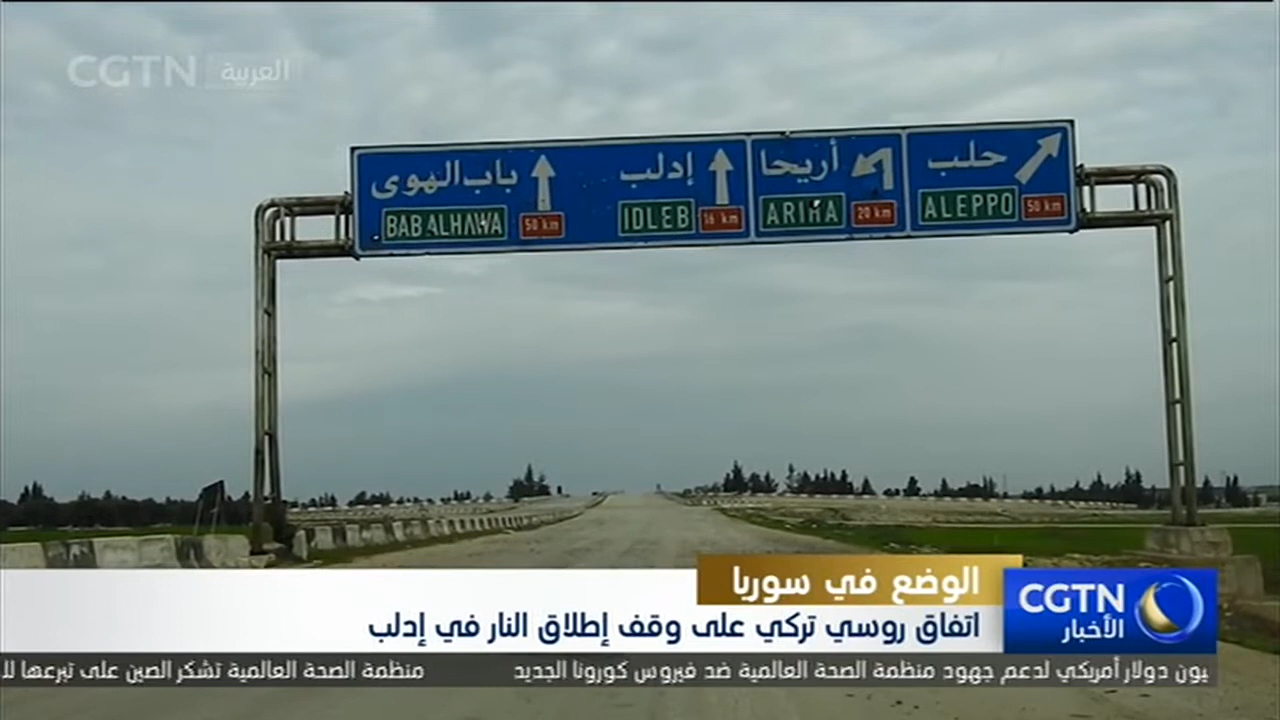 CGTN العربية
باب الهوى
BAB ALHAWA 50 km
إدلب
IDLEB 16 km
أريحا
ARIHA 20 km
حلب
ALEPPO 50 km
الوضع في سوريا
اتفاق روسي تركي على وقف إطلاق النار في إدلب
CGTN
الأخبار
يون دولار أمريكي لدعم جهود منظمة الصحة العالمية ضد فيروس كورونا الجديد
منظمة الصحة العالمية تشكر الصين على تبرعها